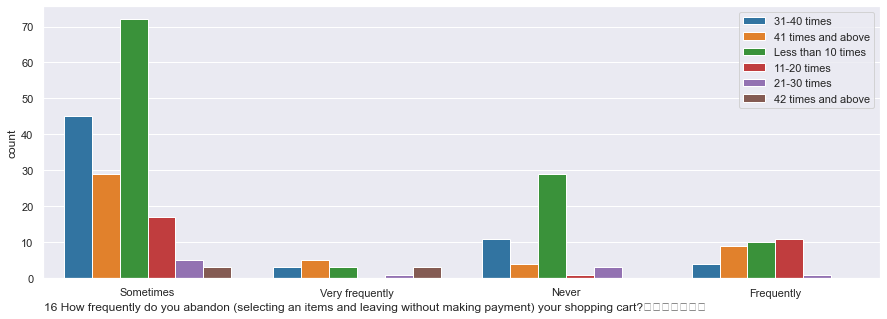 70
60
50
40
30
20
10
0
count
31-40 times
41 times and above
Less than 10 times
11-20 times
21-30 times
42 times and above
Sometimes Very frequently Never Frequently
16 How frequently do you abandon (selecting an items and leaving without making payment) your shopping cart?□□□□□□□